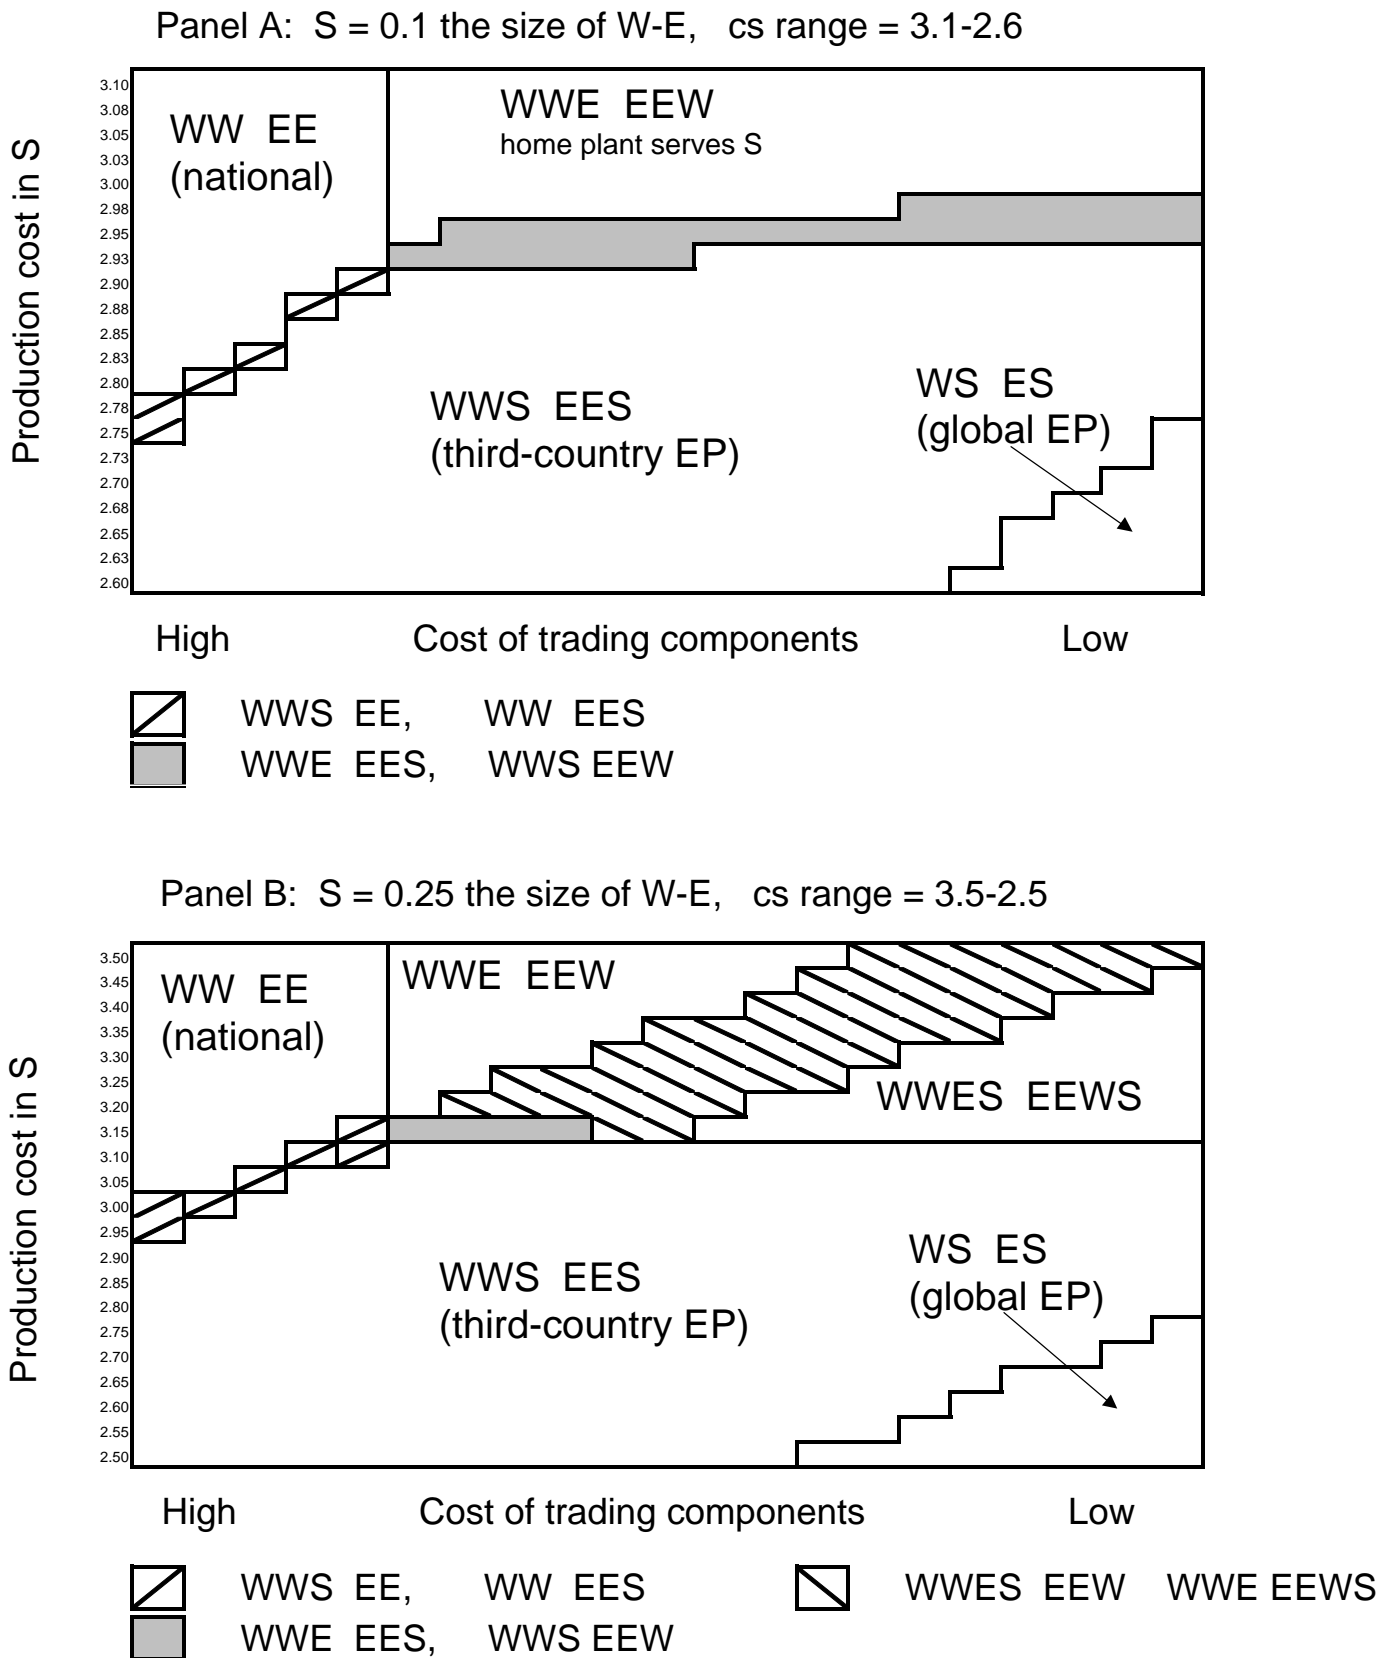 Panel A: S = 0.1 the size of W-E, cs range = 3.1-2.6
Production cost in S
3.10
3.08
3.05
3.03
3.00
2.98
2.95
2.93
2.90
2.88
2.85
2.83
2.80
2.78
2.75
2.73
2.70
2.68
2.65
2.63
2.60
WW EE
(national)
WWE EEW
home plant serves S
WWS EES
(third-country EP)
WS ES
(global EP)
High Cost of trading components Low
WWS EE, WW EES
WWE EES, WWS EEW
Panel B: S = 0.25 the size of W-E, cs range = 3.5-2.5
Production cost in S
3.50
3.45
3.40
3.35
3.30
3.25
3.20
3.15
3.10
3.05
3.00
2.95
2.90
2.85
2.80
2.75
2.70
2.65
2.60
2.55
2.50
WW EE
(national)
WWE EEW
WWES EEWS
WWS EES
(third-country EP)
WS ES
(global EP)
High Cost of trading components Low
WWS EE, WW EES WWES EEW WWE EEWS
WWE EES, WWS EEW